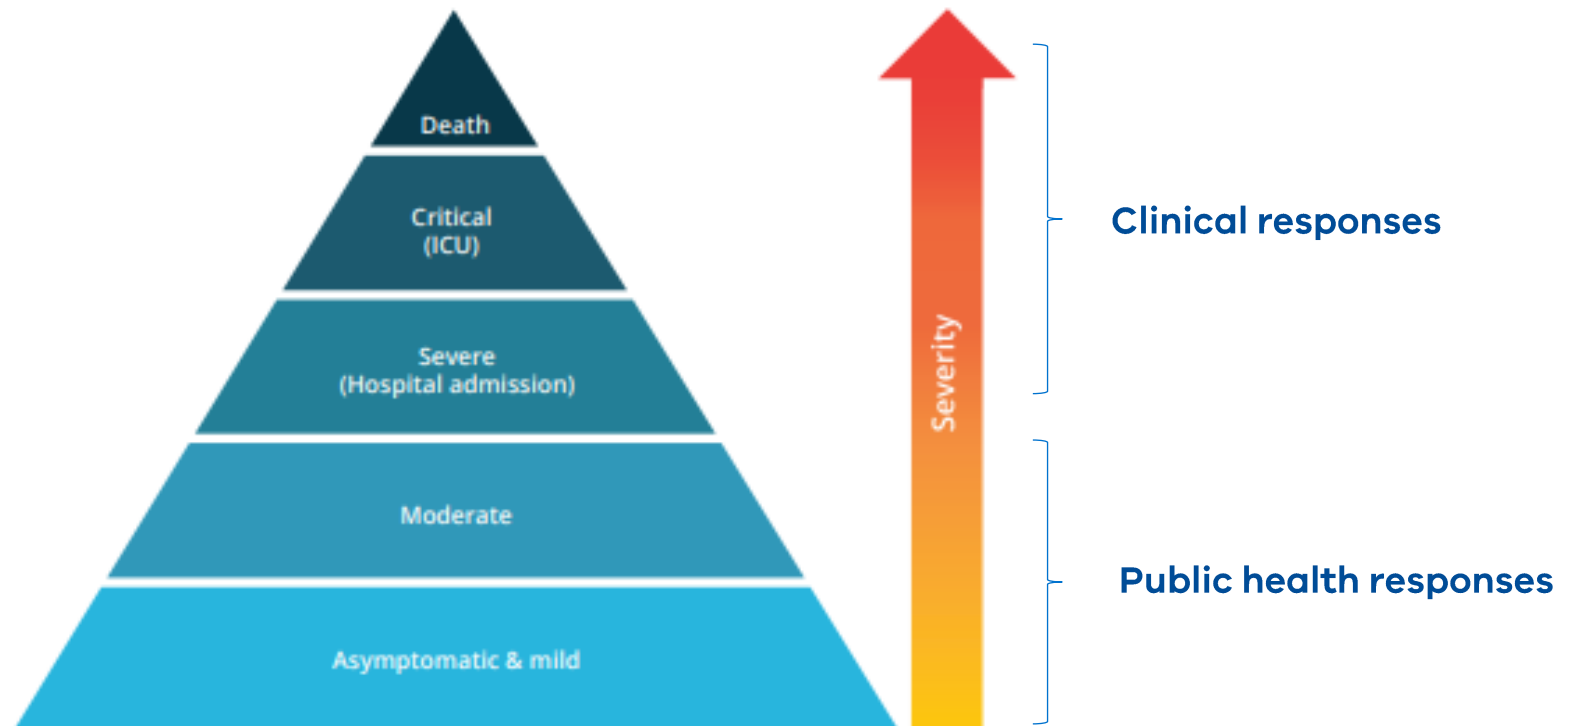 Death
Critical
(ICU)
Severe
(Hospital admission)
Moderate
Asymptomatic & mild
Severity
Clinical responses
Public health responses